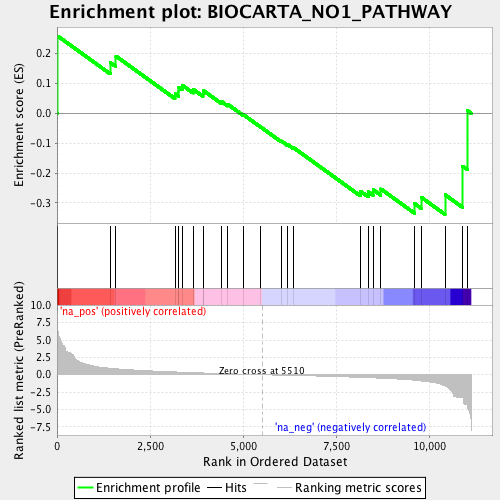 Enrichment plot: BIOCARTA_NO1_PATHWAY
Enrichment score (ES)
0.2
0.1
0.0
-0.1
-0.2
-0.3
'na_pos' (positively correlated)
Ranked list metric (PreRanked)
10.0
7.5
5.0
2.5
0.0
-2.5
-5.0
-7.5
Zero cross at 5510
'na_neg' (negatively correlated)
0
2,500
5,000
7,500
10,000
Rank in Ordered Dataset
Enrichment profile
Hits
Ranking metric scores